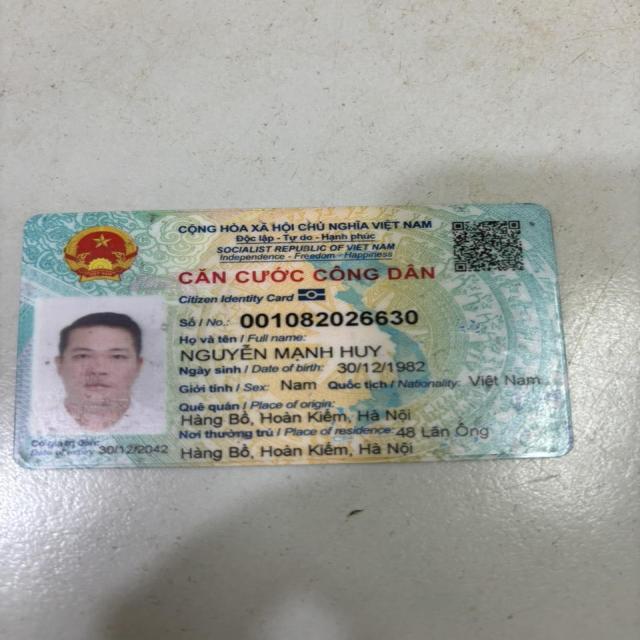 CỘNG HÒA XÃ HỘI CHỦ NGHĨA VIỆT NAM
Độc lập - Tự do - Hạnh phúc
SOCIALIST REPUBLIC OF VIET NAM
Independence - Freedom - Happiness
CĂN CƯỚC CÔNG DÂN
Citizen Identity Card
Số / No.: 001082026630
Họ và tên / Full name:
NGUYỄN MẠNH HUY
Ngày sinh / Date of birth: 30/12/1982
Giới tính / Sex: Nam Quốc tịch / Nationality: Việt Nam
Quê quán / Place of origin:
Hàng Bồ, Hoàn Kiếm, Hà Nội
Nơi thường trú / Place of residence: 48 Lãn Ông
Hàng Bồ, Hoàn Kiếm, Hà Nội
Có giá trị đến:
Date of expiry 30/12/2042